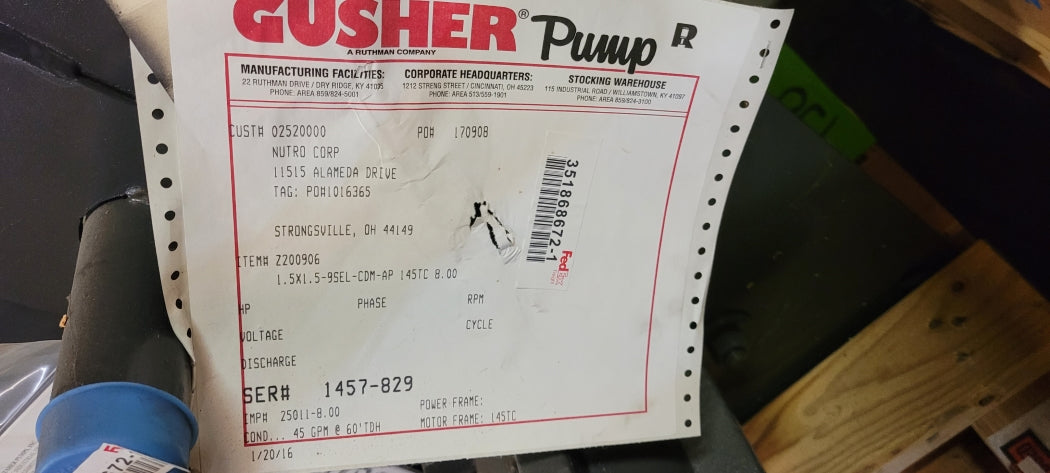 GUSHER® Pump R
A RUTHMAN COMPANY
MANUFACTURING FACILITIES: CORPORATE HEADQUARTERS: STOCKING WAREHOUSE
22 RUTHMAN DRIVE / DRY RIDGE, KY 41035 1212 STRENG STREET / CINCINNATI, OH 45223 115 INDUSTRIAL ROAD / WILLIAMSTOWN, KY 41097
PHONE: AREA 859/824-5001 PHONE: AREA 513/559-1901 PHONE: AREA 859/824-3100
CUST# 02520000 PO# 170908
NUTRO CORP
11515 ALAMEDA DRIVE
TAG: PO#1016365
STRONGSVILLE, OH 44149
ITEM# Z200906
1.5X1.5-9SEL-CDM-AP 145TC 8.00
HP PHASE RPM
VOLTAGE CYCLE
DISCHARGE
SER# 1457-829
IMP# 25011-8.00 POWER FRAME:
COND... 45 GPM @ 60'TDH MOTOR FRAME: 145TC
1/20/16
351868672-1
FedEx